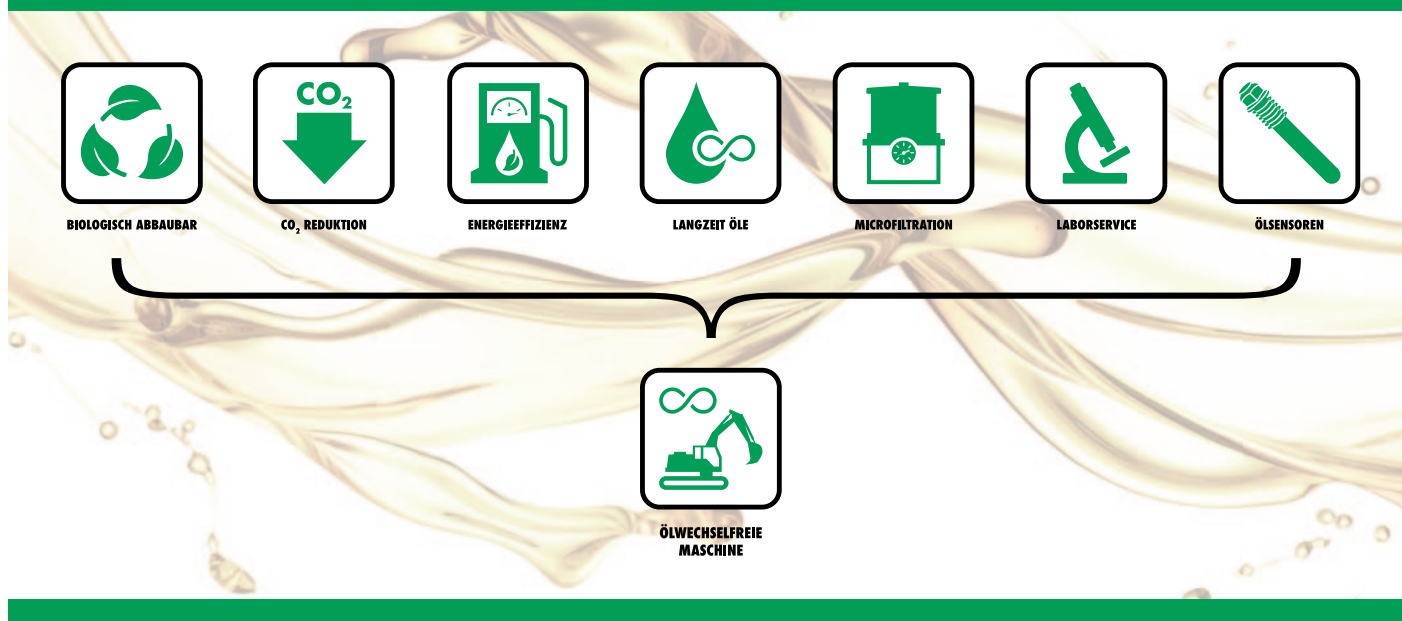 CO₂
BIOLOGISCH ABBAUBAR
CO₂ REDUKTION
ENERGIEEFFIZIENZ
LANGZEIT ÖLE
MICROFILTRATION
LABORSERVICE
ÖLSENSOREN
ÖLWECHSELFREIE
MASCHINE